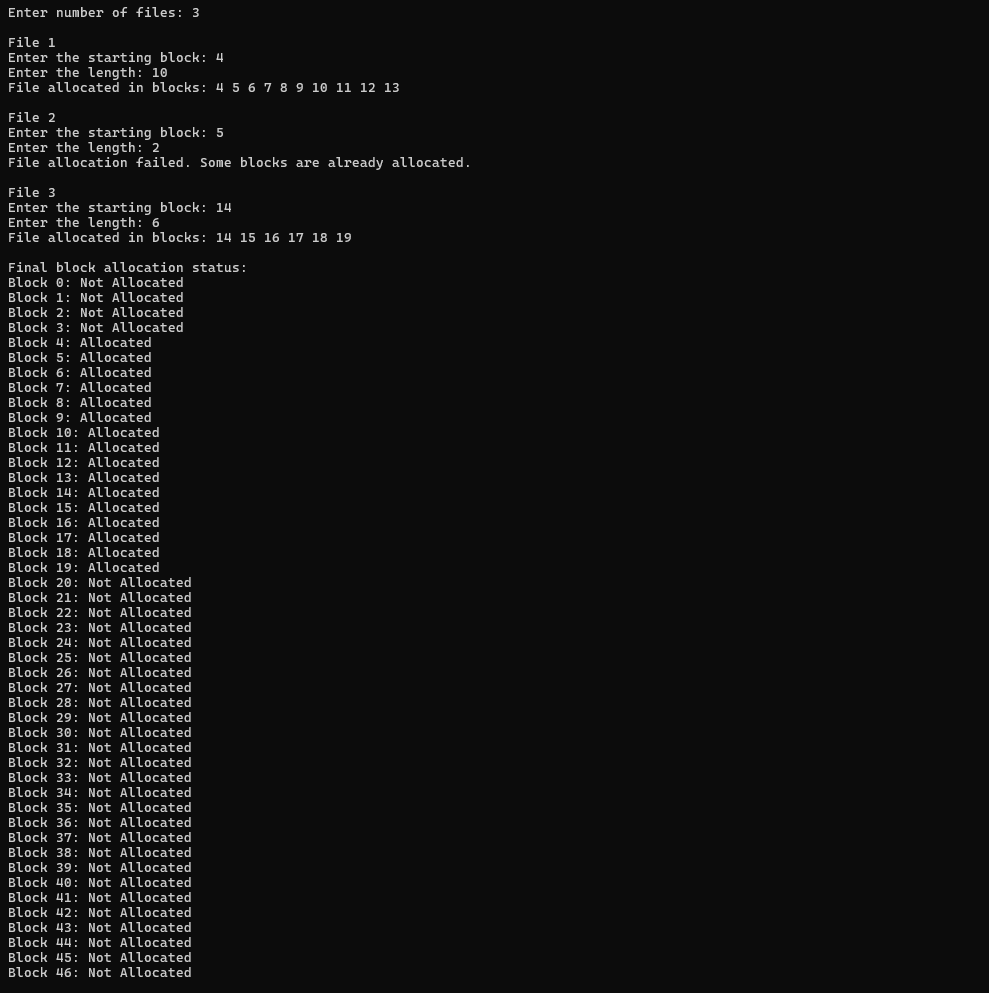 Enter number of files: 3
File 1
Enter the starting block: 4
Enter the length: 10
File allocated in blocks: 4 5 6 7 8 9 10 11 12 13
File 2
Enter the starting block: 5
Enter the length: 2
File allocation failed. Some blocks are already allocated.
File 3
Enter the starting block: 14
Enter the length: 6
File allocated in blocks: 14 15 16 17 18 19
Final block allocation status:
Block 0: Not Allocated
Block 1: Not Allocated
Block 2: Not Allocated
Block 3: Not Allocated
Block 4: Allocated
Block 5: Allocated
Block 6: Allocated
Block 7: Allocated
Block 8: Allocated
Block 9: Allocated
Block 10: Allocated
Block 11: Allocated
Block 12: Allocated
Block 13: Allocated
Block 14: Allocated
Block 15: Allocated
Block 16: Allocated
Block 17: Allocated
Block 18: Allocated
Block 19: Allocated
Block 20: Not Allocated
Block 21: Not Allocated
Block 22: Not Allocated
Block 23: Not Allocated
Block 24: Not Allocated
Block 25: Not Allocated
Block 26: Not Allocated
Block 27: Not Allocated
Block 28: Not Allocated
Block 29: Not Allocated
Block 30: Not Allocated
Block 31: Not Allocated
Block 32: Not Allocated
Block 33: Not Allocated
Block 34: Not Allocated
Block 35: Not Allocated
Block 36: Not Allocated
Block 37: Not Allocated
Block 38: Not Allocated
Block 39: Not Allocated
Block 40: Not Allocated
Block 41: Not Allocated
Block 42: Not Allocated
Block 43: Not Allocated
Block 44: Not Allocated
Block 45: Not Allocated
Block 46: Not Allocated